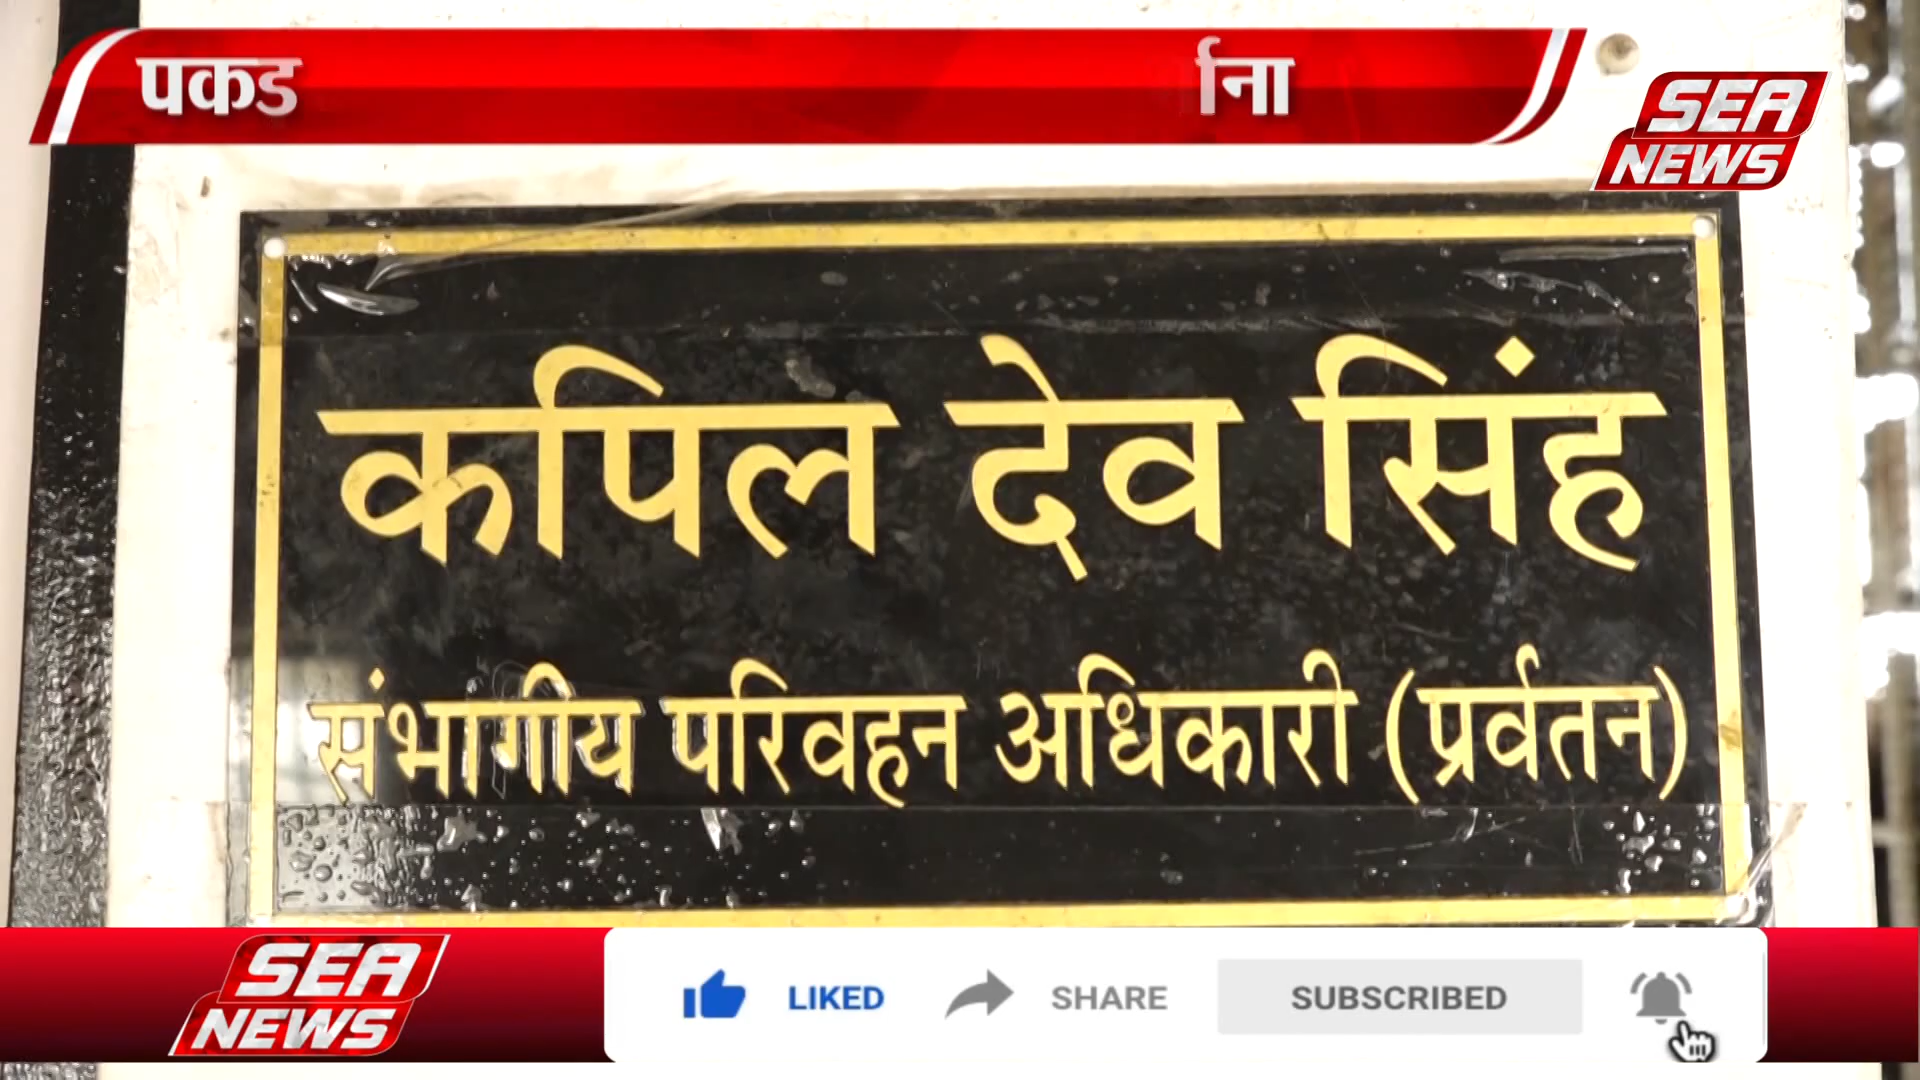 पकड
SEA
NEWS
कपिल देव सिंह
संभागीय परिवहन अधिकारी (प्रर्वतन)
SEA
NEWS
LIKED SHARE SUBSCRIBED